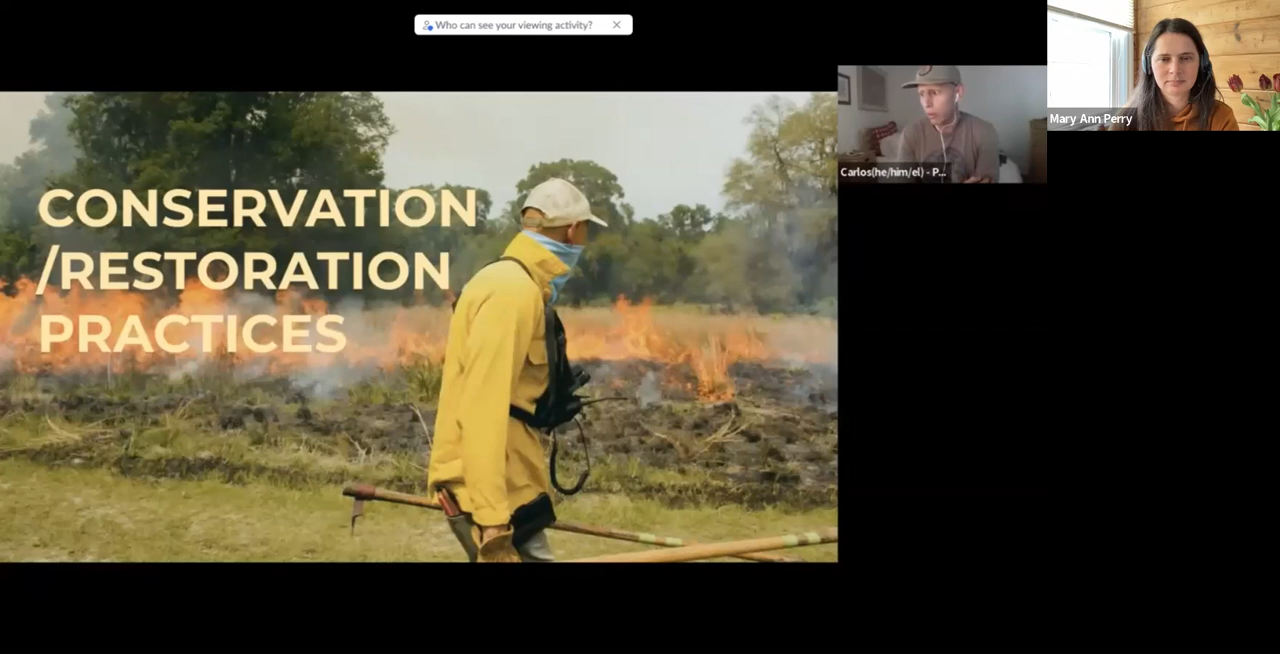 Who can see your viewing activity?
CONSERVATION
/RESTORATION
PRACTICES
Carlos(he/him/el) - P...
Mary Ann Perry